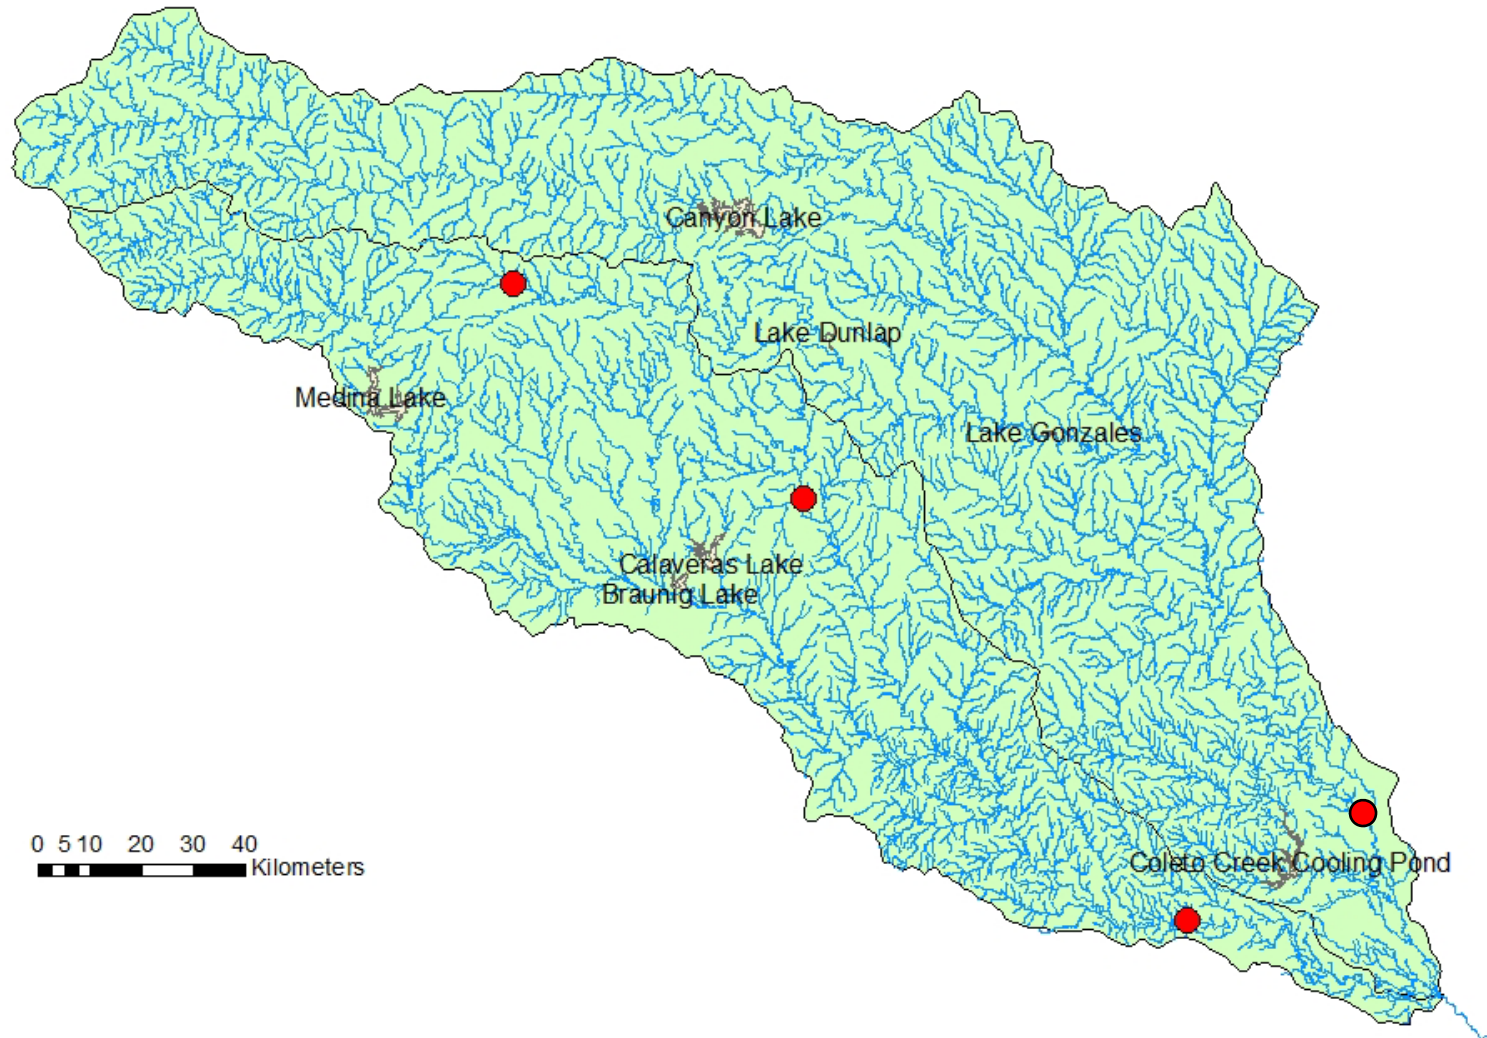 Canyon Lake
Lake Dunlap
Medina Lake
Lake Gonzales
Calaveras Lake
Braunig Lake
0 5 10 20 30 40
Kilometers
Coleto Creek Cooling Pond